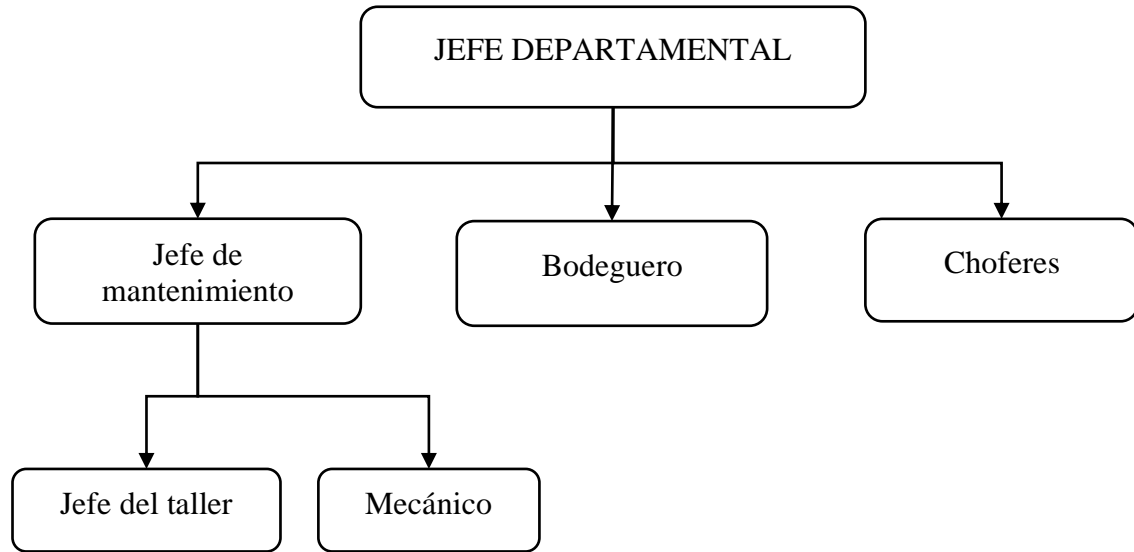 JEFE DEPARTAMENTAL
Jefe de
mantenimiento
Bodeguero
Choferes
Jefe del taller
Mecánico